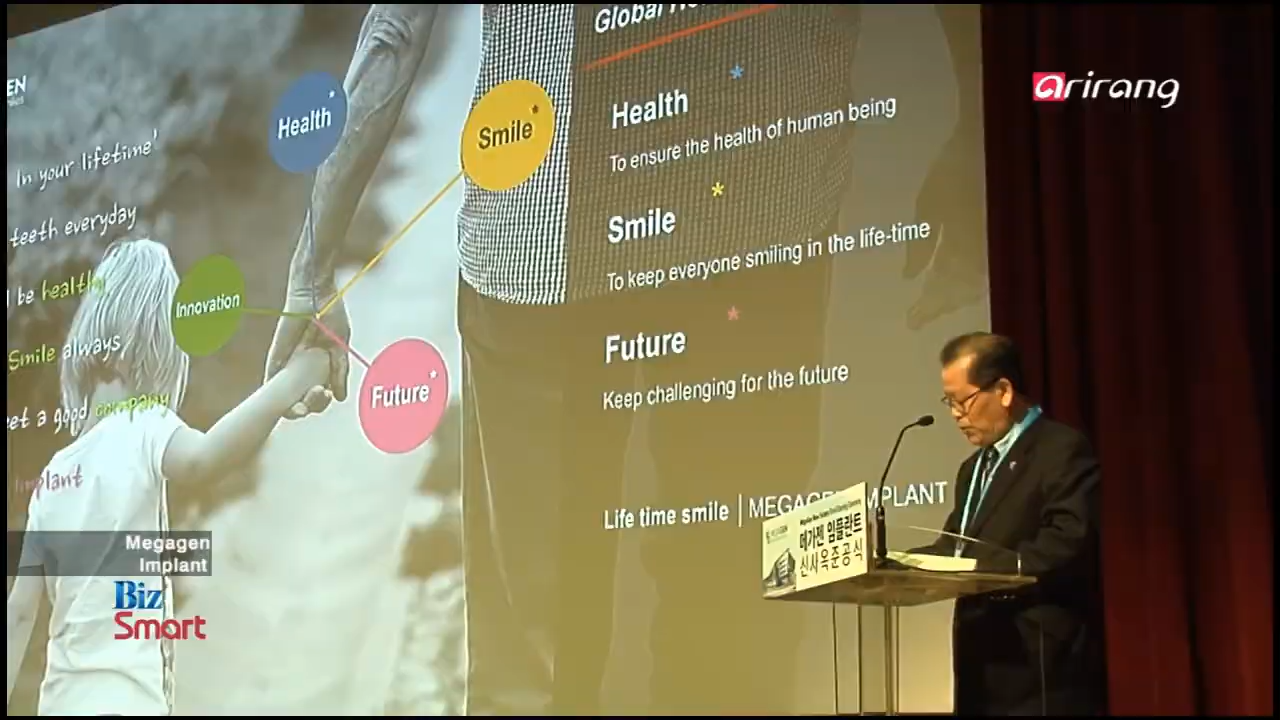 EN
In your lifetime'
teeth everyday
be healthy
Smile always,
et a good company
implant
Health*
Smile*
Innovation
Future*
Global
Health
To ensure the health of human being
Smile
To keep everyone smiling in the life-time
Future
Keep challenging for the future
Life time smile | MEGAGEN IMPLANT
메가젠 임플란트
신사옥준공식
arirang
Megagen
Implant
Biz
Smart